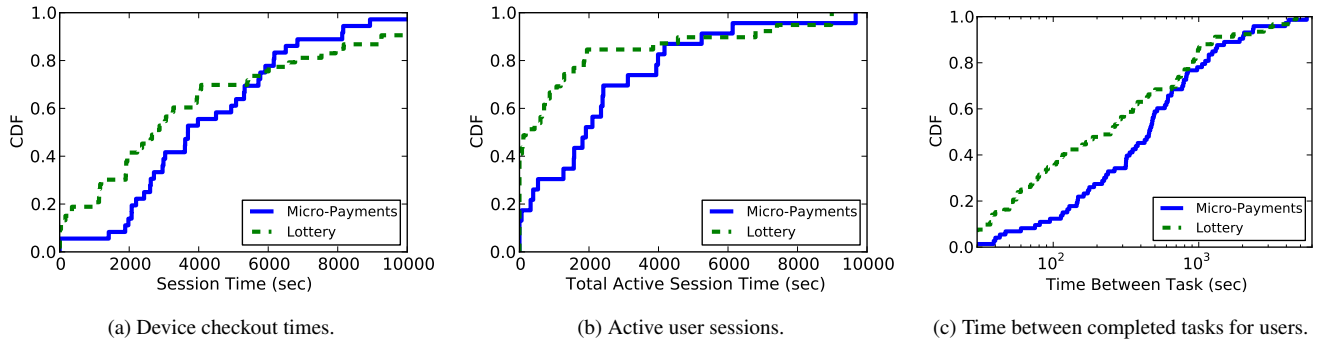 1.0
0.8
0.6
0.4
0.2
0.0
CDF
0 2000 4000 6000 8000 10000
Session Time (sec)
Micro-Payments
Lottery
(a) Device checkout times.
1.0
0.8
0.6
0.4
0.2
0.0
CDF
0 2000 4000 6000 8000 10000
Total Active Session Time (sec)
Micro-Payments
Lottery
(b) Active user sessions.
1.0
0.8
0.6
0.4
0.2
0.0
CDF
10² 10³
Time Between Task (sec)
Micro-Payments
Lottery
(c) Time between completed tasks for users.